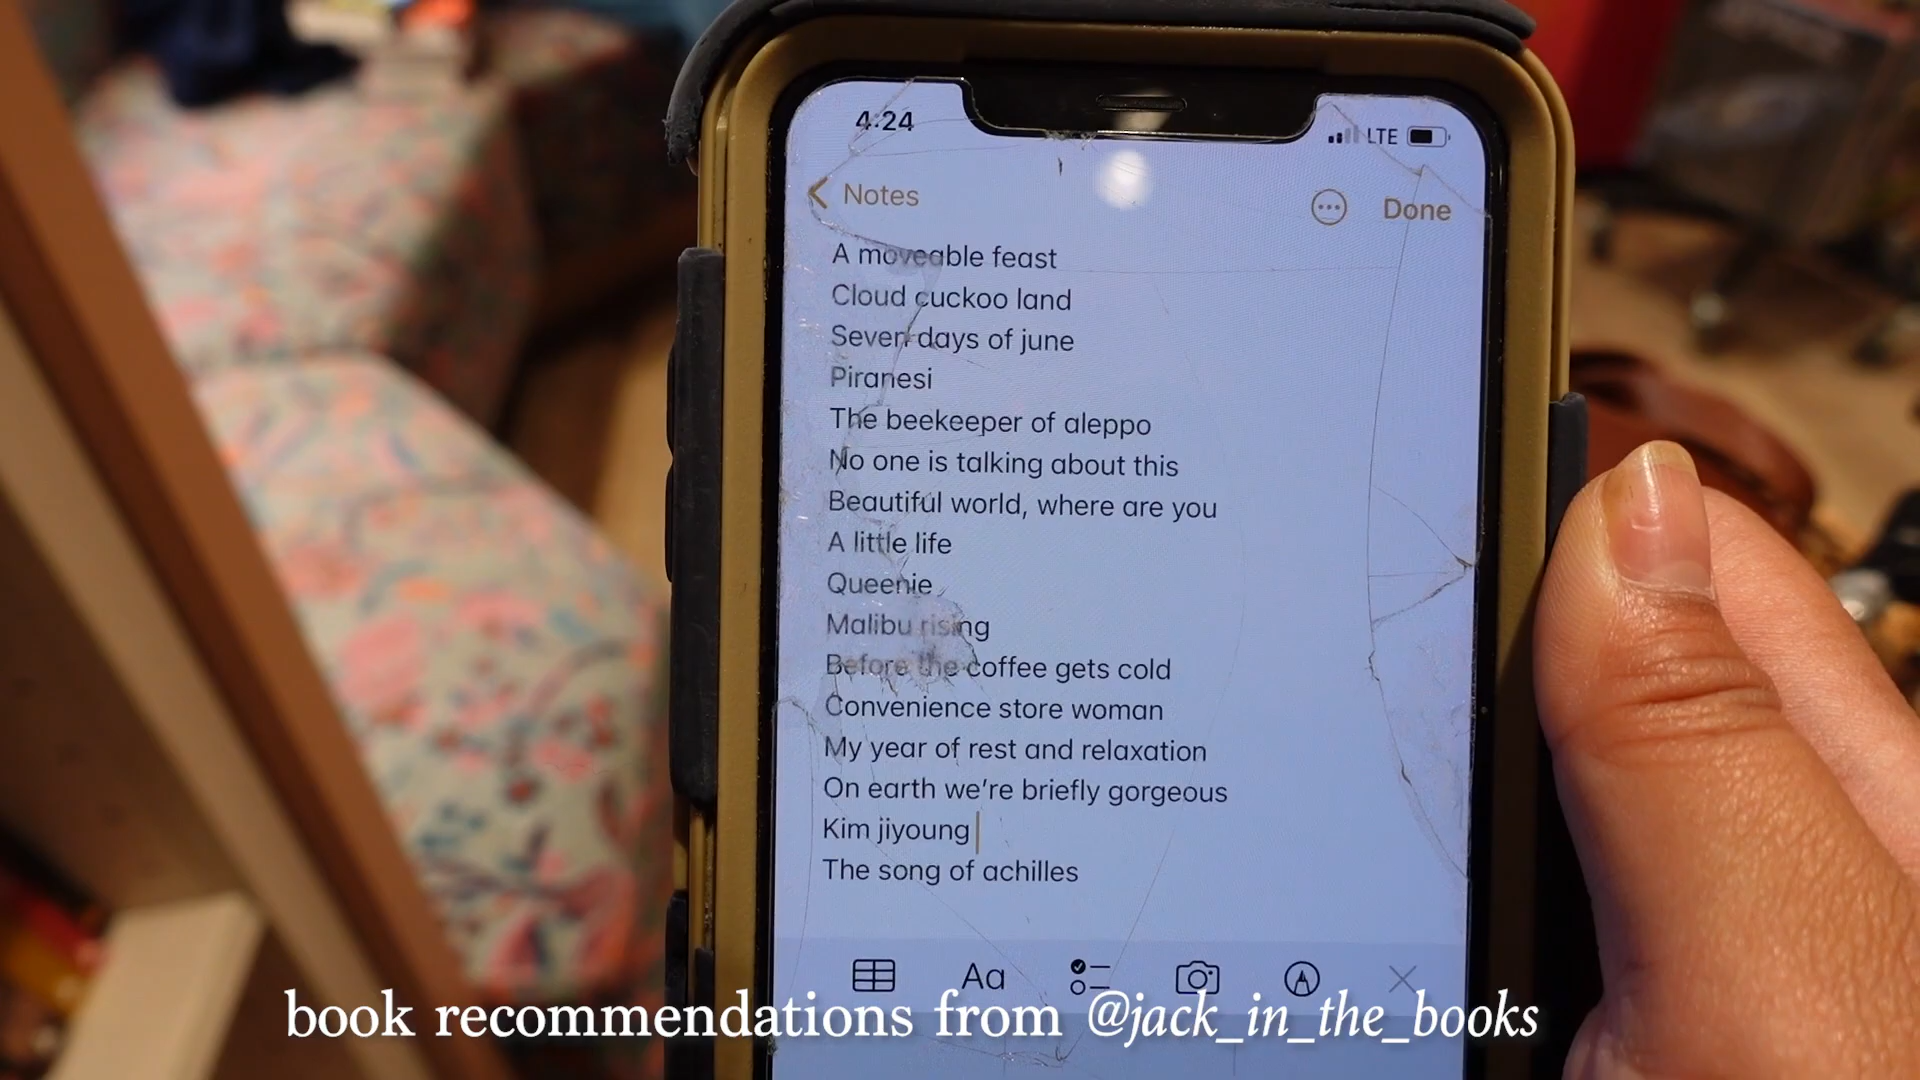 4:24
LTE
Notes
Done
A moveable feast
Cloud cuckoo land
Seven days of june
Piranesi
The beekeeper of aleppo
No one is talking about this
Beautiful world, where are you
A little life
Queenie
Malibu rising
Before the coffee gets cold
Convenience store woman
My year of rest and relaxation
On earth we're briefly gorgeous
Kim jiyoung
The song of achilles
Aa
book recommendations from @jack_in_the_books